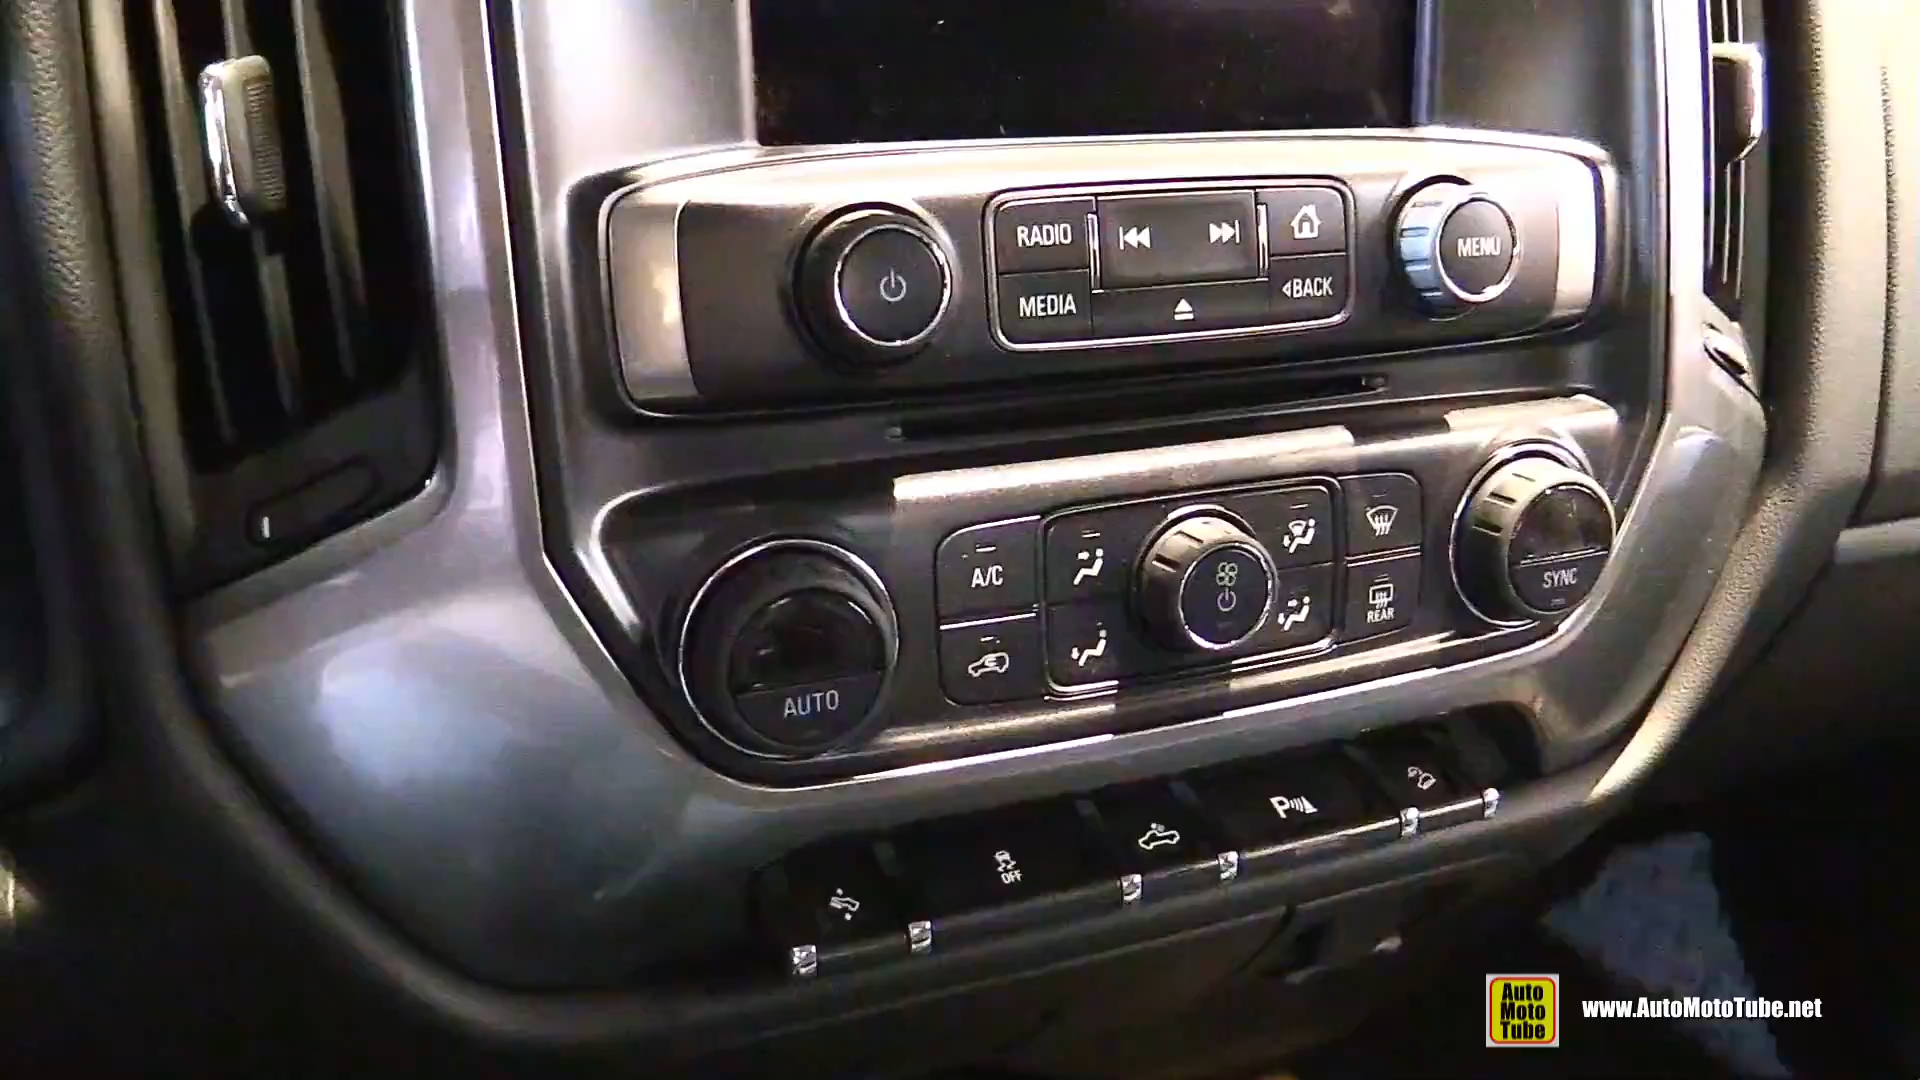 RADIO
MEDIA
BACK
MENU
A/C
AUTO
REAR
SYNC
OFF
P
Auto
Moto
Tube
www.AutoMotoTube.net